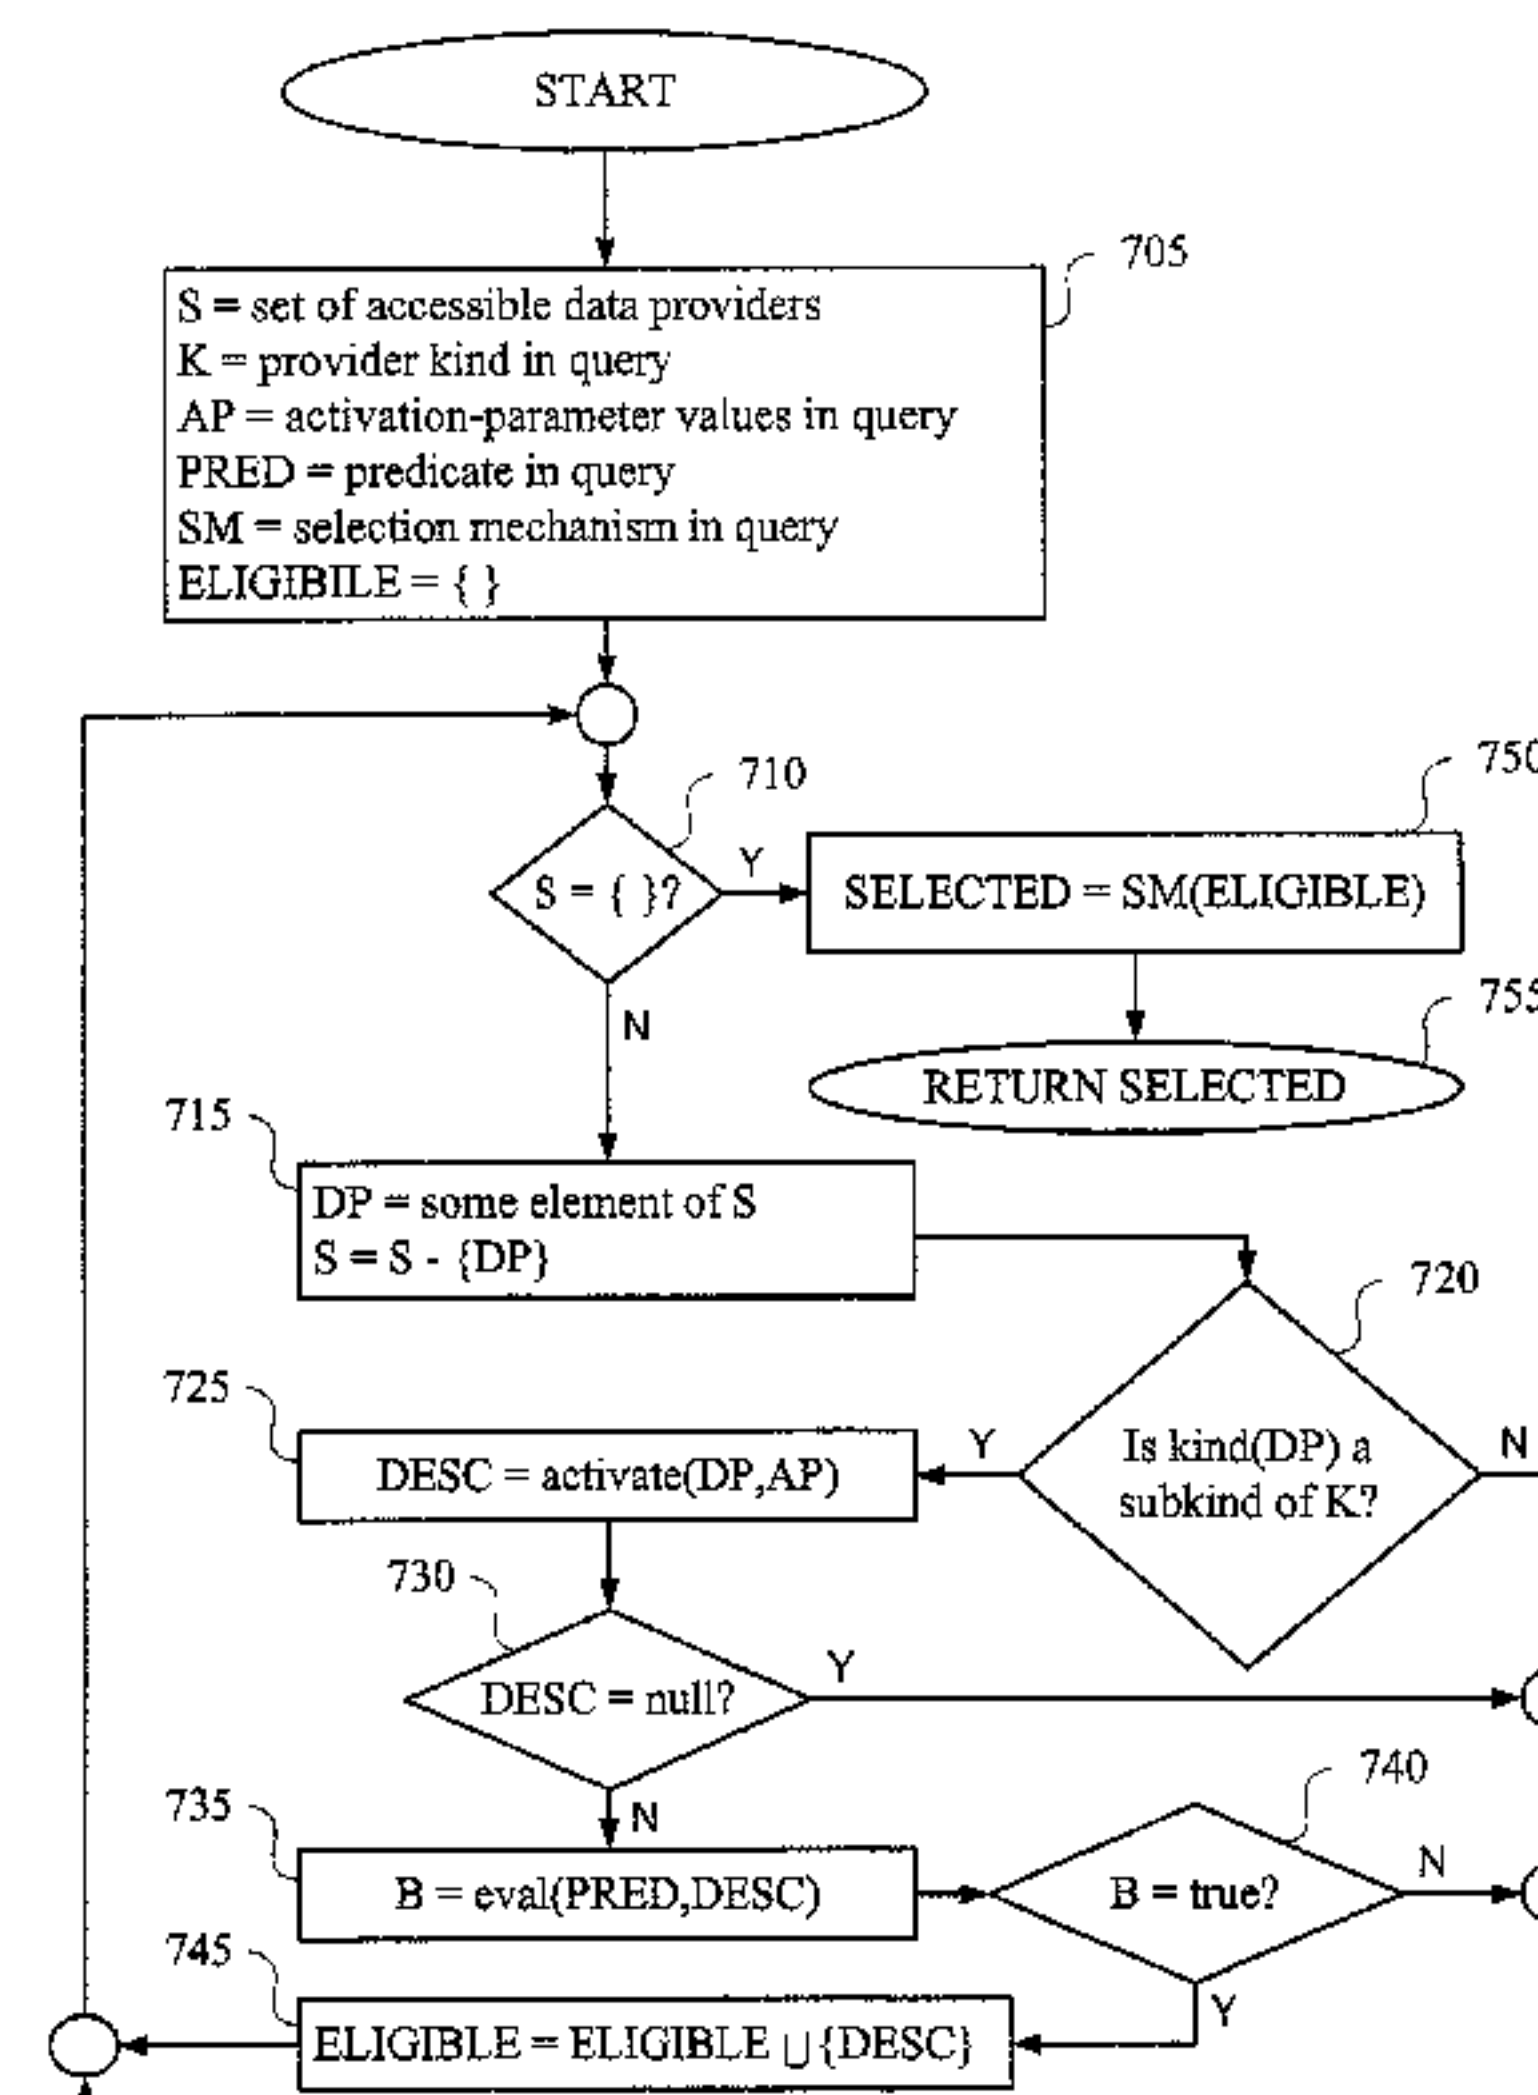 START
705
S = set of accessible data providers
K = provider kind in query
AP = activation-parameter values in query
PRED = predicate in query
SM = selection mechanism in query
ELIGIBILE = { }
710
750
S = { }?
Y
SELECTED = SM(ELIGIBLE)
N
755
RETURN SELECTED
715
DP = some element of S
S = S - {DP}
720
725
DESC = activate(DP,AP)
Y
Is kind(DP) a
subkind of K?
N
730
DESC = null?
Y
N
735
B = eval(PRED,DESC)
740
B = true?
N
Y
745
ELIGIBLE = ELIGIBLE ∪ {DESC}